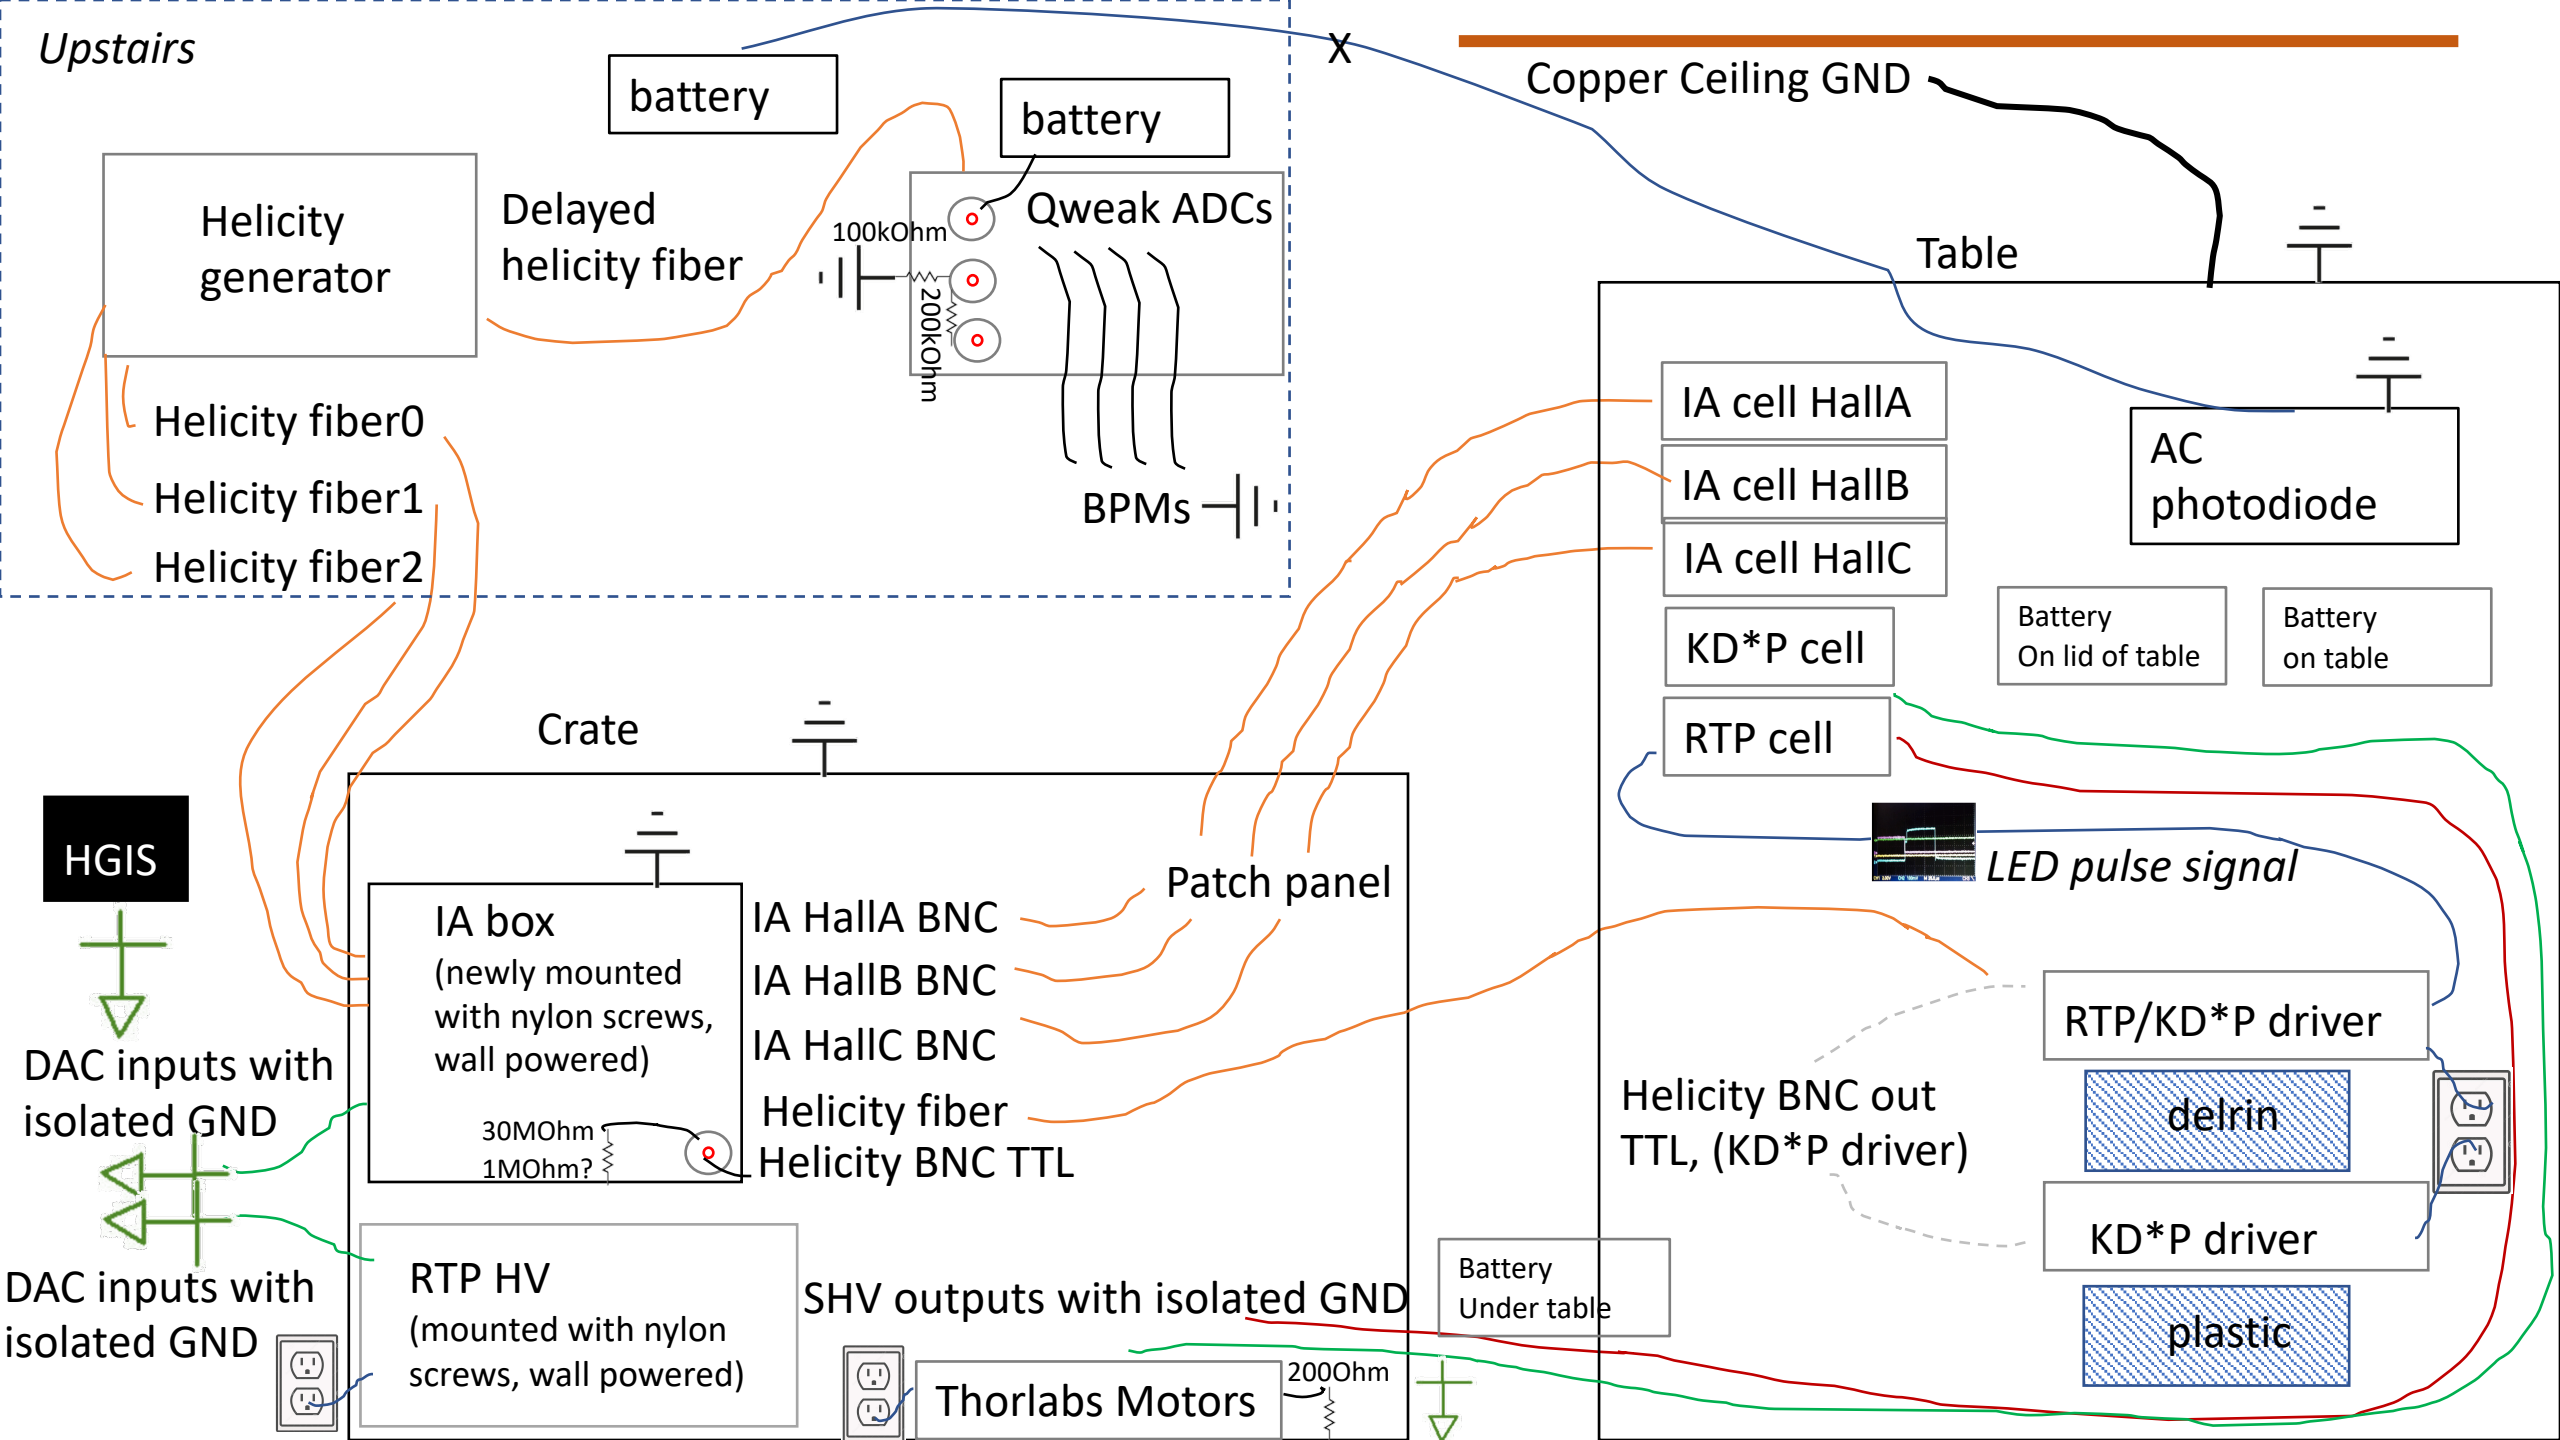 Upstairs
battery
battery
X
Copper Ceiling GND
Helicity
generator
Delayed
helicity fiber
100kOhm
200kOhm
Qweak ADCs
Table
Helicity fiber0
Helicity fiber1
Helicity fiber2
BPMs
IA cell HallA
IA cell HallB
IA cell HallC
KD*P cell
RTP cell
AC
photodiode
Battery
On lid of table
Battery
on table
Crate
HGIS
DAC inputs with
isolated GND
DAC inputs with
isolated GND
IA box
(newly mounted
with nylon screws,
wall powered)
30MOhm
1MOhm?
IA HallA BNC
IA HallB BNC
IA HallC BNC
Helicity fiber
Helicity BNC TTL
Patch panel
LED pulse signal
RTP/KD*P driver
delrin
Helicity BNC out
TTL, (KD*P driver)
KD*P driver
plastic
RTP HV
(mounted with nylon
screws, wall powered)
SHV outputs with isolated GND
Battery
Under table
Thorlabs Motors
200Ohm